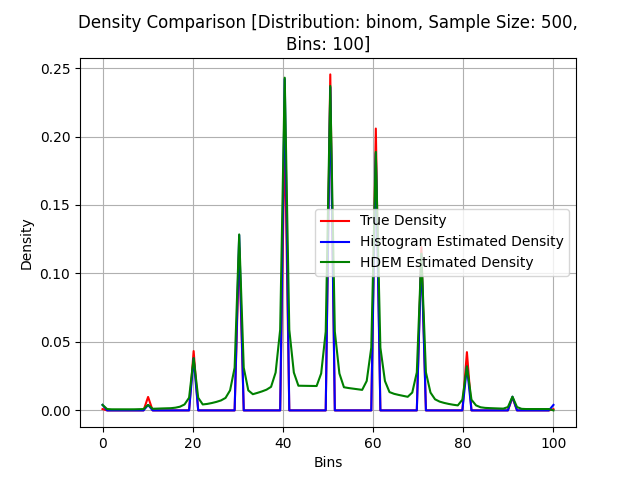 Density Comparison [Distribution: binom, Sample Size: 500,
Bins: 100]
0.25
0.20
0.15
0.10
0.05
0.00
Density
True Density
Histogram Estimated Density
HDEM Estimated Density
0 20 40 60 80 100
Bins